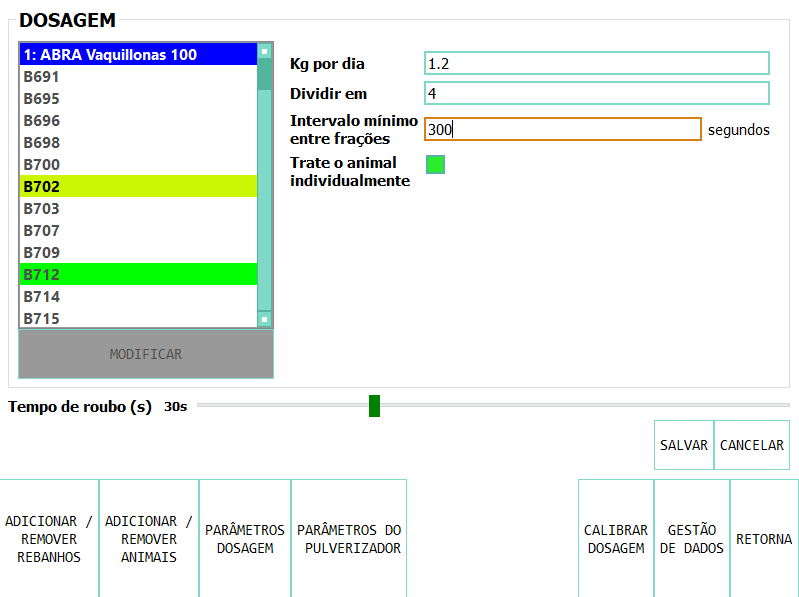 DOSAGEM
1: ABRA Vaquillonas 100
B691
B695
B696
B698
B700
B702
B703
B707
B709
B712
B714
B715
MODIFICAR
Kg por dia
1.2
Dividir em
4
Intervalo mínimo
entre frações
300
segundos
Trate o animal
individualmente
Tempo de roubo (s) 30s
SALVAR
CANCELAR
ADICIONAR /
REMOVER
REBANHOS
ADICIONAR /
REMOVER
ANIMAIS
PARÂMETROS
DOSAGEM
PARÂMETROS DO
PULVERIZADOR
CALIBRAR
DOSAGEM
GESTÃO
DE DADOS
RETORNA